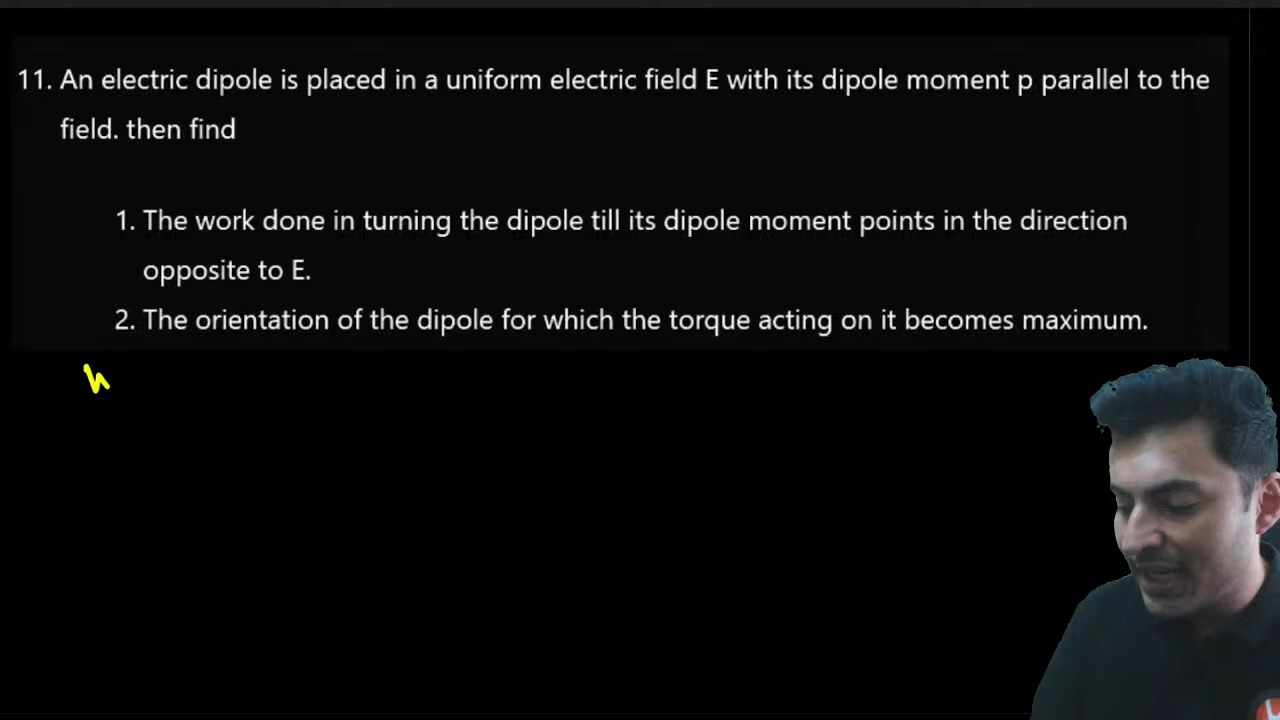 11. An electric dipole is placed in a uniform electric field E with its dipole moment p parallel to the
field. then find
1. The work done in turning the dipole till its dipole moment points in the direction
opposite to E.
2. The orientation of the dipole for which the torque acting on it becomes maximum.